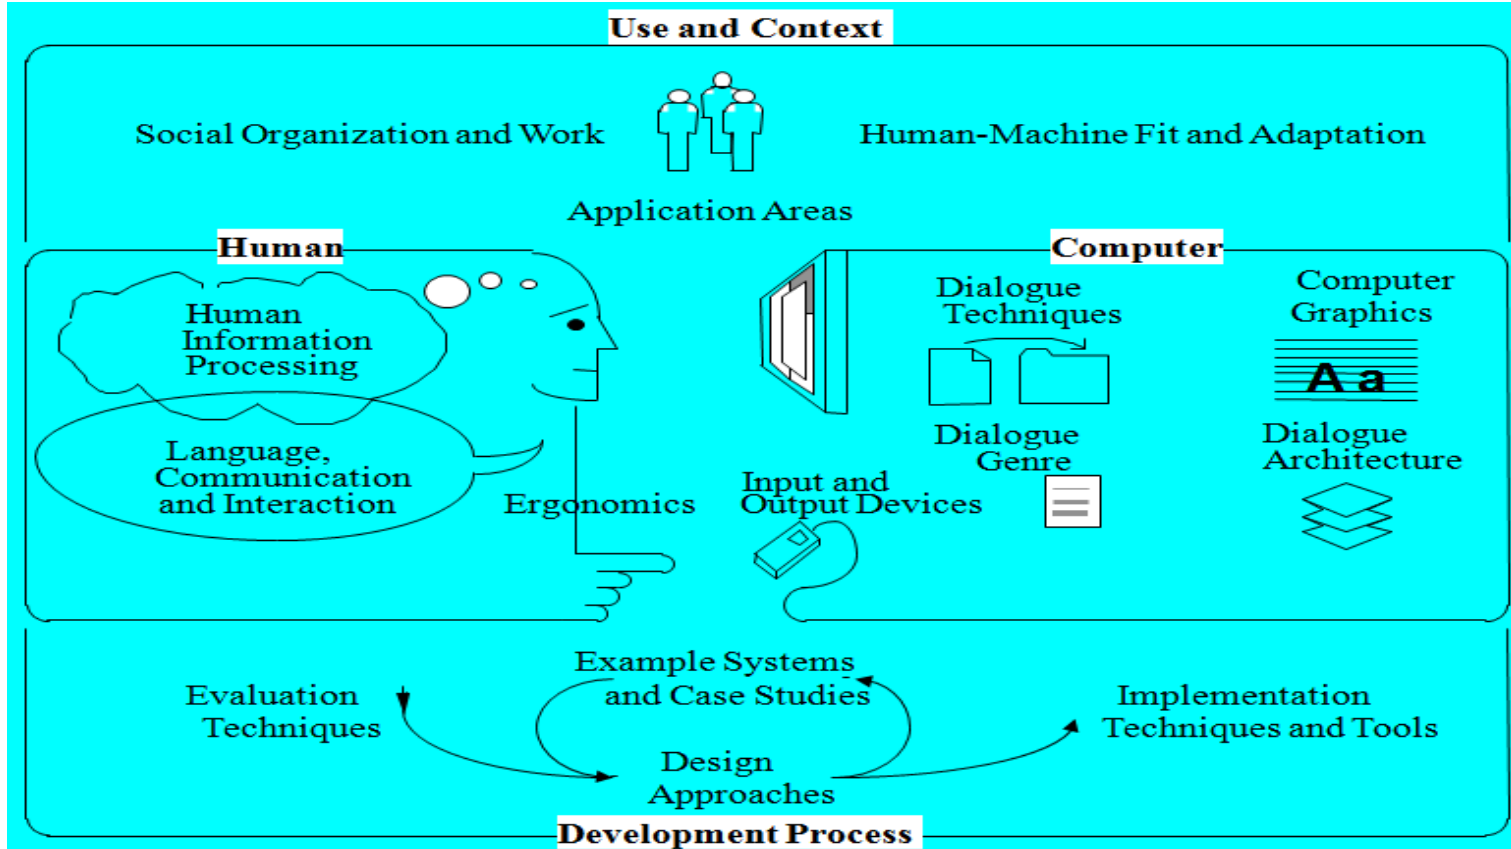 Use and Context
Social Organization and Work
Human-Machine Fit and Adaptation
Application Areas
Human
Human
Information
Processing
Language,
Communication
and Interaction
Ergonomics
Computer
Dialogue
Techniques
Computer
Graphics
A a
Dialogue
Genre
Dialogue
Architecture
Input and
Output Devices
Example Systems
and Case Studies
Evaluation
Techniques
Implementation
Techniques and Tools
Design
Approaches
Development Process